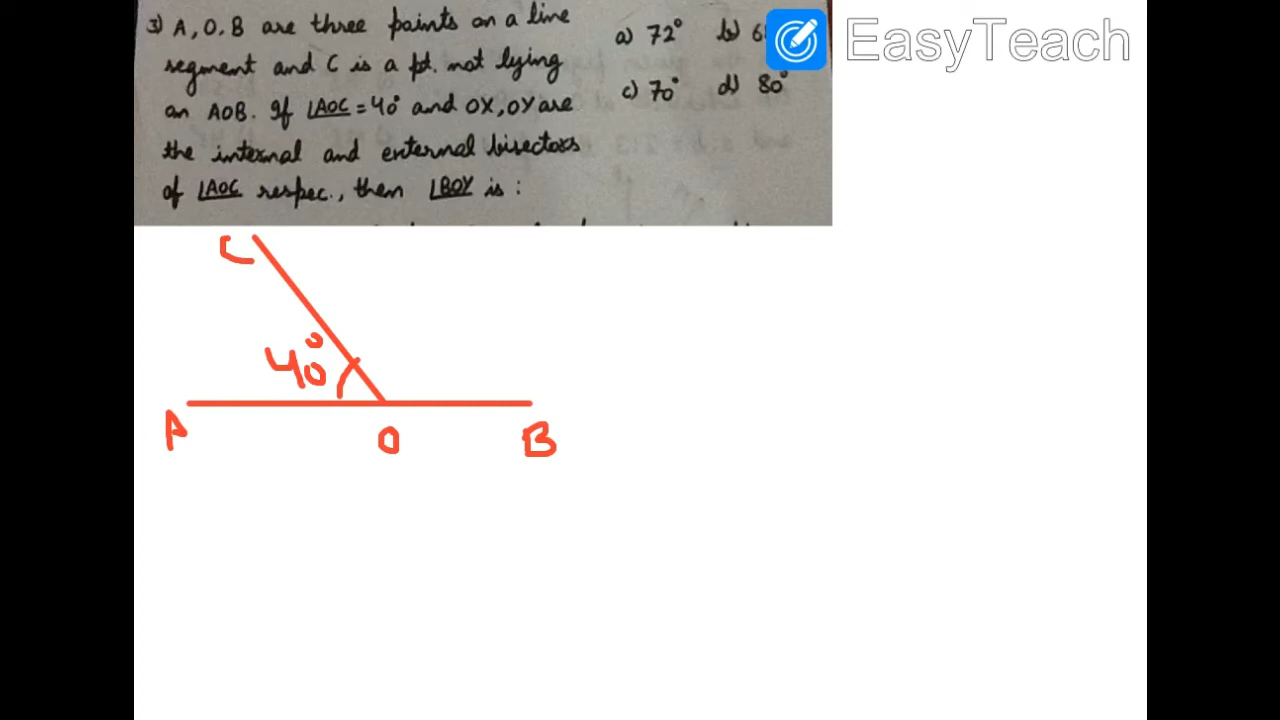 3) A, O, B are three points on a line
segment and C is a pt. not lying
on AOB. If ∠AOC = 40° and OX, OY are
the internal and external bisectors
of ∠AOC respec., then ∠BOY is :
a) 72° b)
c) 70° d) 80°
EasyTeach
C
40°
A O B